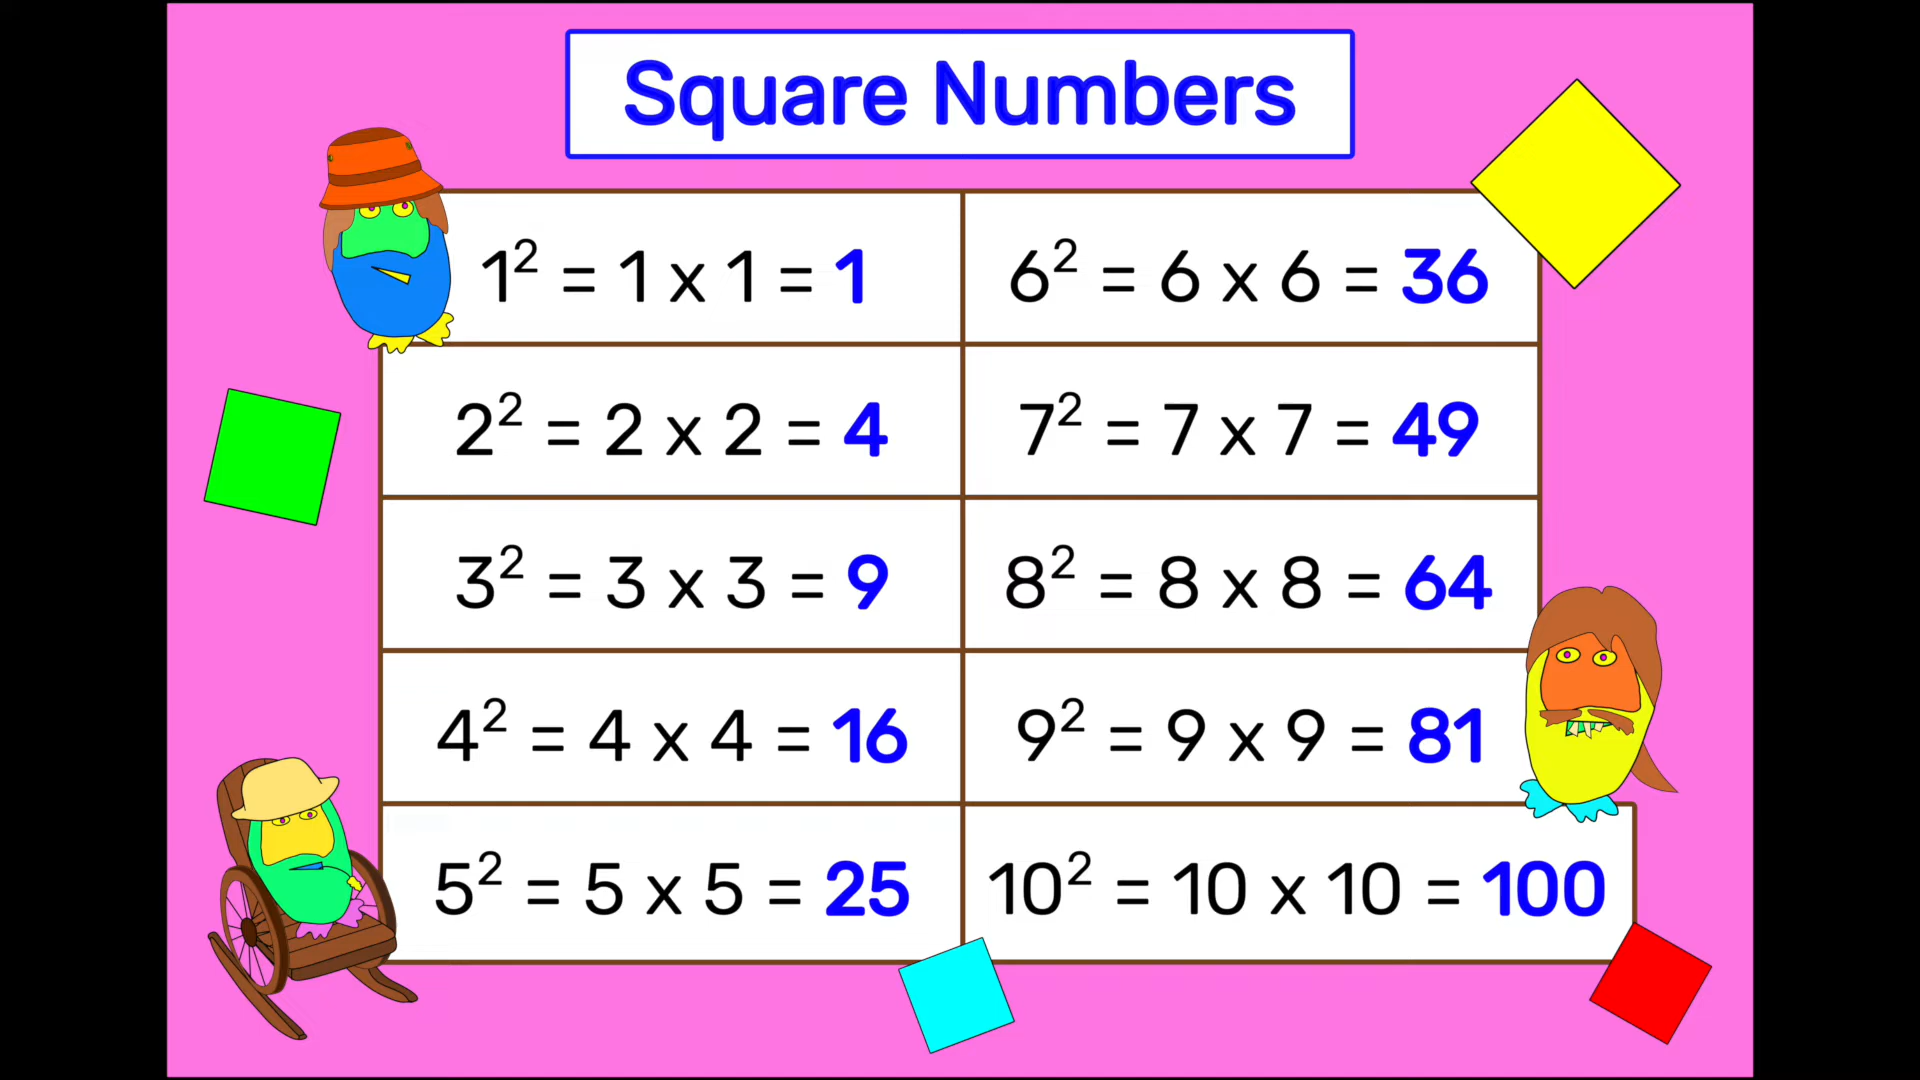 Square Numbers
1² = 1 x 1 = 1
6² = 6 x 6 = 36
2² = 2 x 2 = 4
7² = 7 x 7 = 49
3² = 3 x 3 = 9
8² = 8 x 8 = 64
4² = 4 x 4 = 16
9² = 9 x 9 = 81
5² = 5 x 5 = 25
10² = 10 x 10 = 100